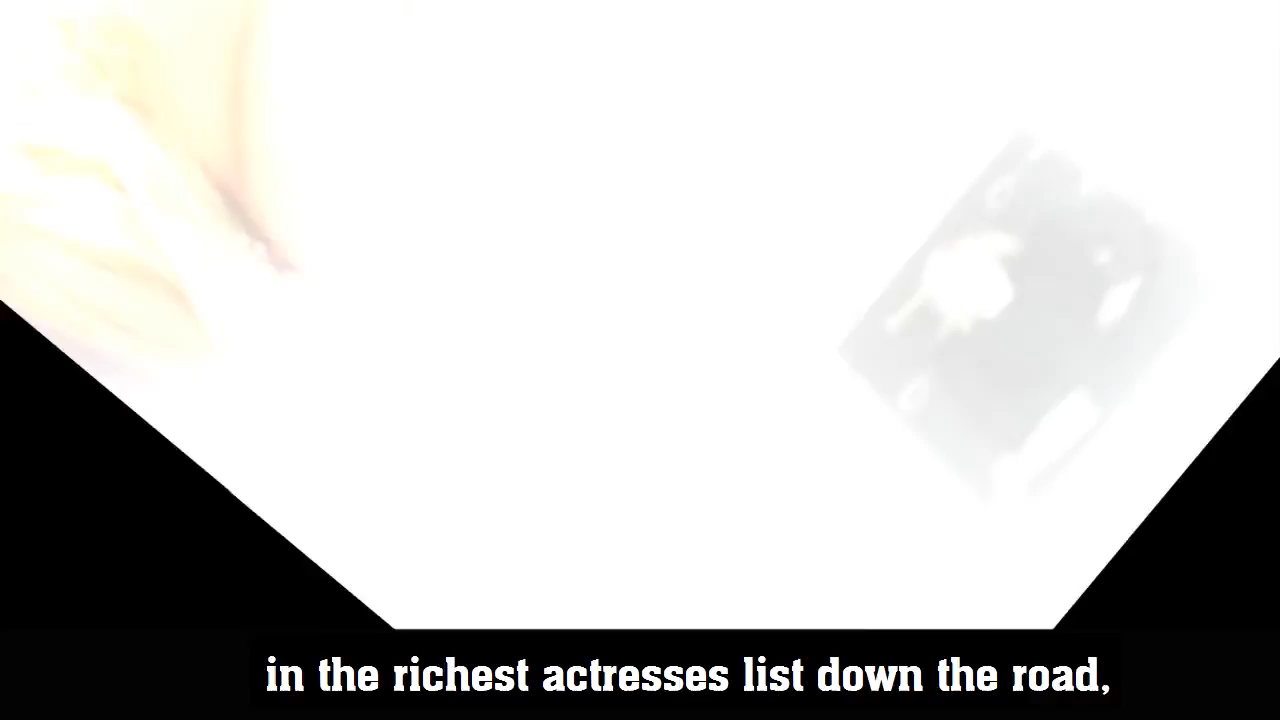 in the richest actresses list down the road,